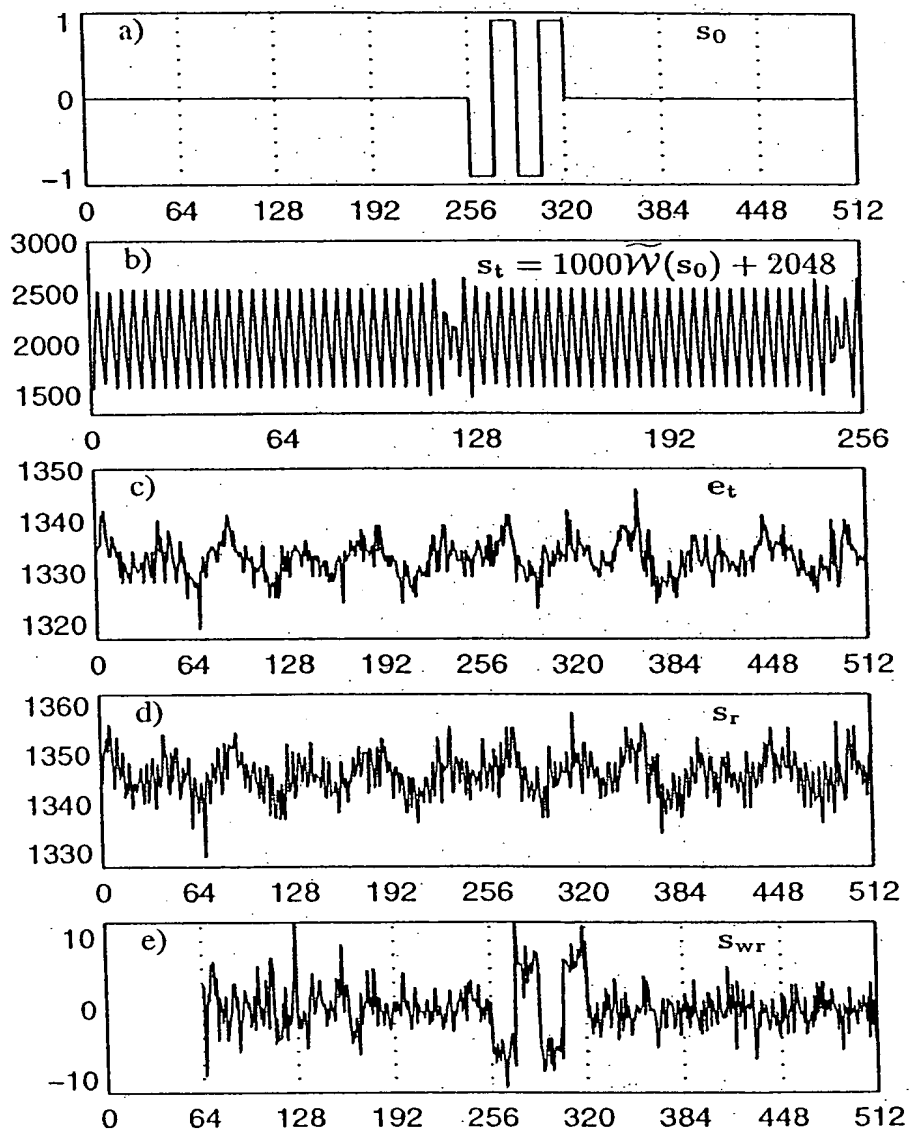 1
a)
s0
0
-1
0 64 128 192 256 320 384 448 512
3000
b)
st = 1000W̃(s0) + 2048
2500
2000
1500
0 64 128 192 256
1350
c)
et
1340
1330
1320
0 64 128 192 256 320 384 448 512
1360
d)
sr
1350
1340
1330
0 64 128 192 256 320 384 448 512
10
e)
swr
0
-10
0 64 128 192 256 320 384 448 512